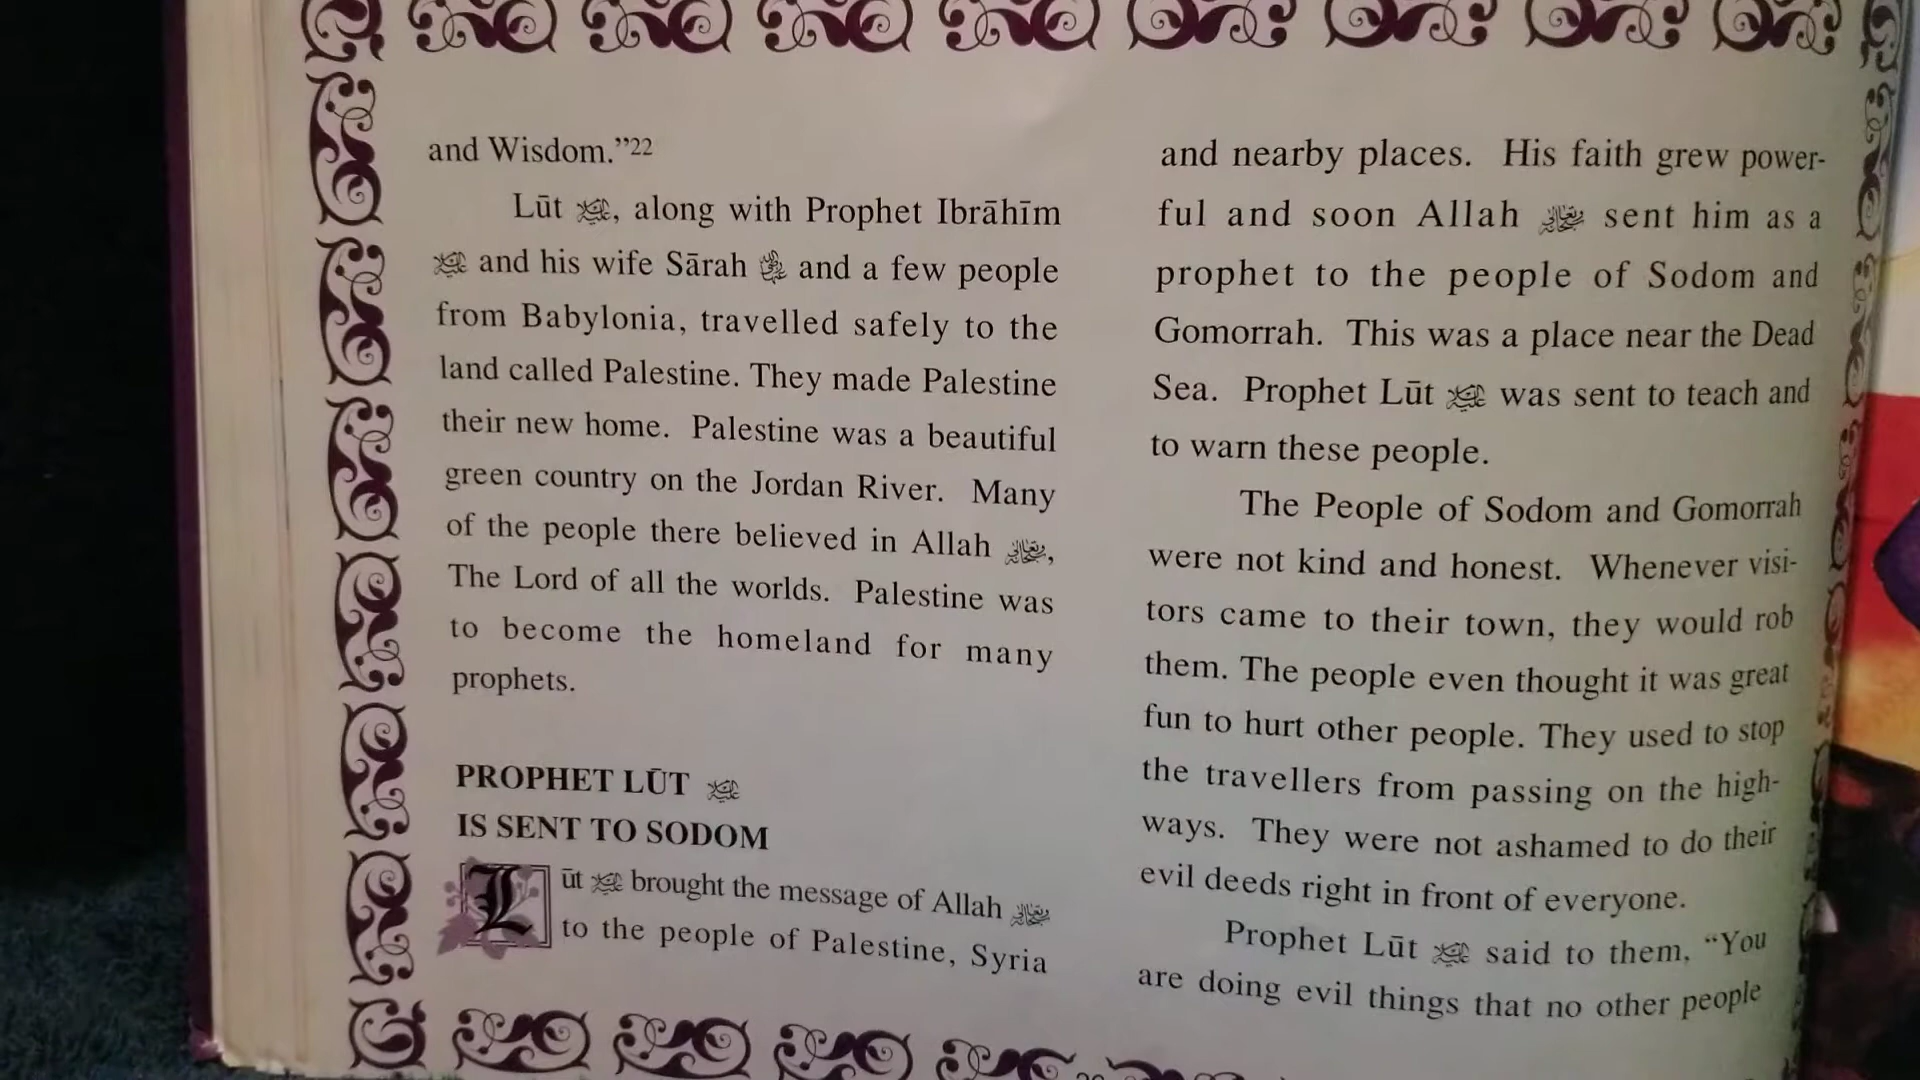 and Wisdom.”22
Lūt ﷷ, along with Prophet Ibrāhīm
and his wife Sārah and a few people
from Babylonia, travelled safely to the
land called Palestine. They made Palestine
their new home. Palestine was a beautiful
green country on the Jordan River. Many
of the people there believed in Allah ,
The Lord of all the worlds. Palestine was
to become the homeland for many
prophets.
PROPHET LŪT
IS SENT TO SODOM
Lūt brought the message of Allah
to the people of Palestine, Syria
and nearby places. His faith grew power-
ful and soon Allah sent him as a
prophet to the people of Sodom and
Gomorrah. This was a place near the Dead
Sea. Prophet Lūt was sent to teach and
to warn these people.
The People of Sodom and Gomorrah
were not kind and honest. Whenever visi-
tors came to their town, they would rob
them. The people even thought it was great
fun to hurt other people. They used to stop
the travellers from passing on the high-
ways. They were not ashamed to do their
evil deeds right in front of everyone.
Prophet Lūt said to them, “You
are doing evil things that no other people